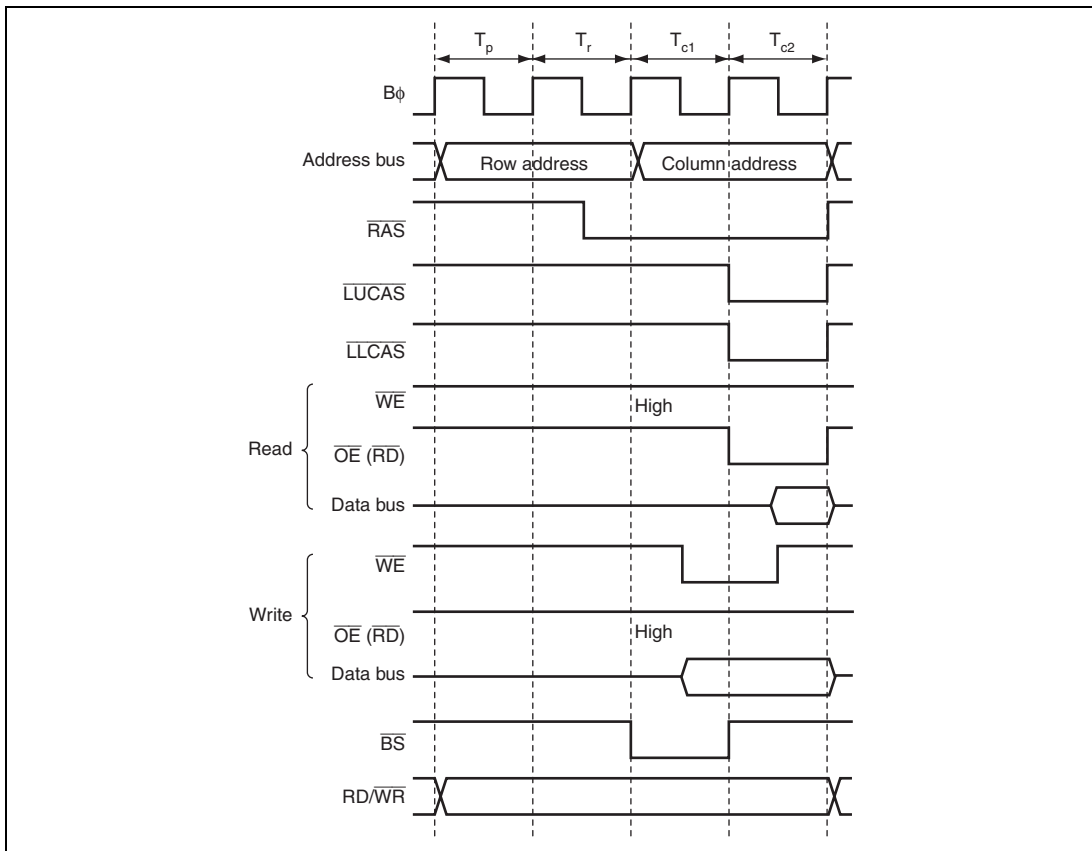 Tp Tr Tc1 Tc2
Bϕ
Address bus Row address Column address
RAS
LUCAS
LLCAS
WE
High
Read
OE (RD)
Data bus
WE
Write
OE (RD)
High
Data bus
BS
RD/WR